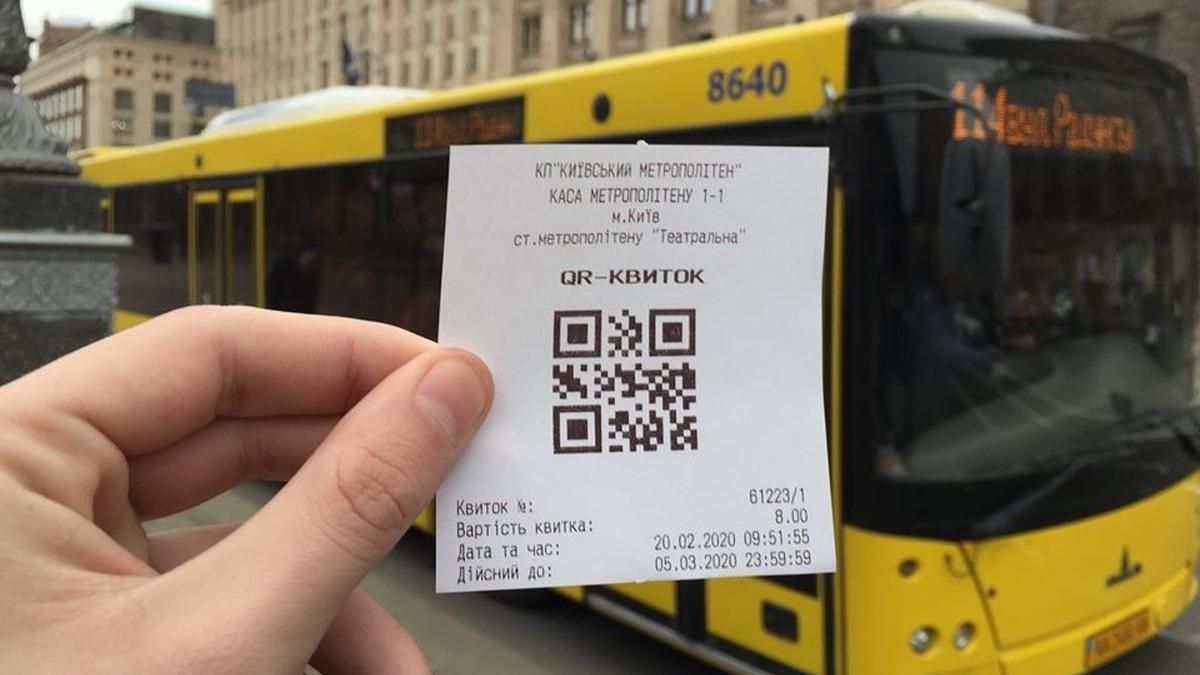 8640
114
КП"КИЇВСЬКИЙ МЕТРОПОЛІТЕН"
КАСА МЕТРОПОЛІТЕНУ 1-1
м.Київ
ст.метрополітену "Театральна"
QR-КВИТОК
Квиток №: 61223/1
Вартість квитка: 8.00
Дата та час: 20.02.2020 09:51:55
Дійсний до: 05.03.2020 23:59:59